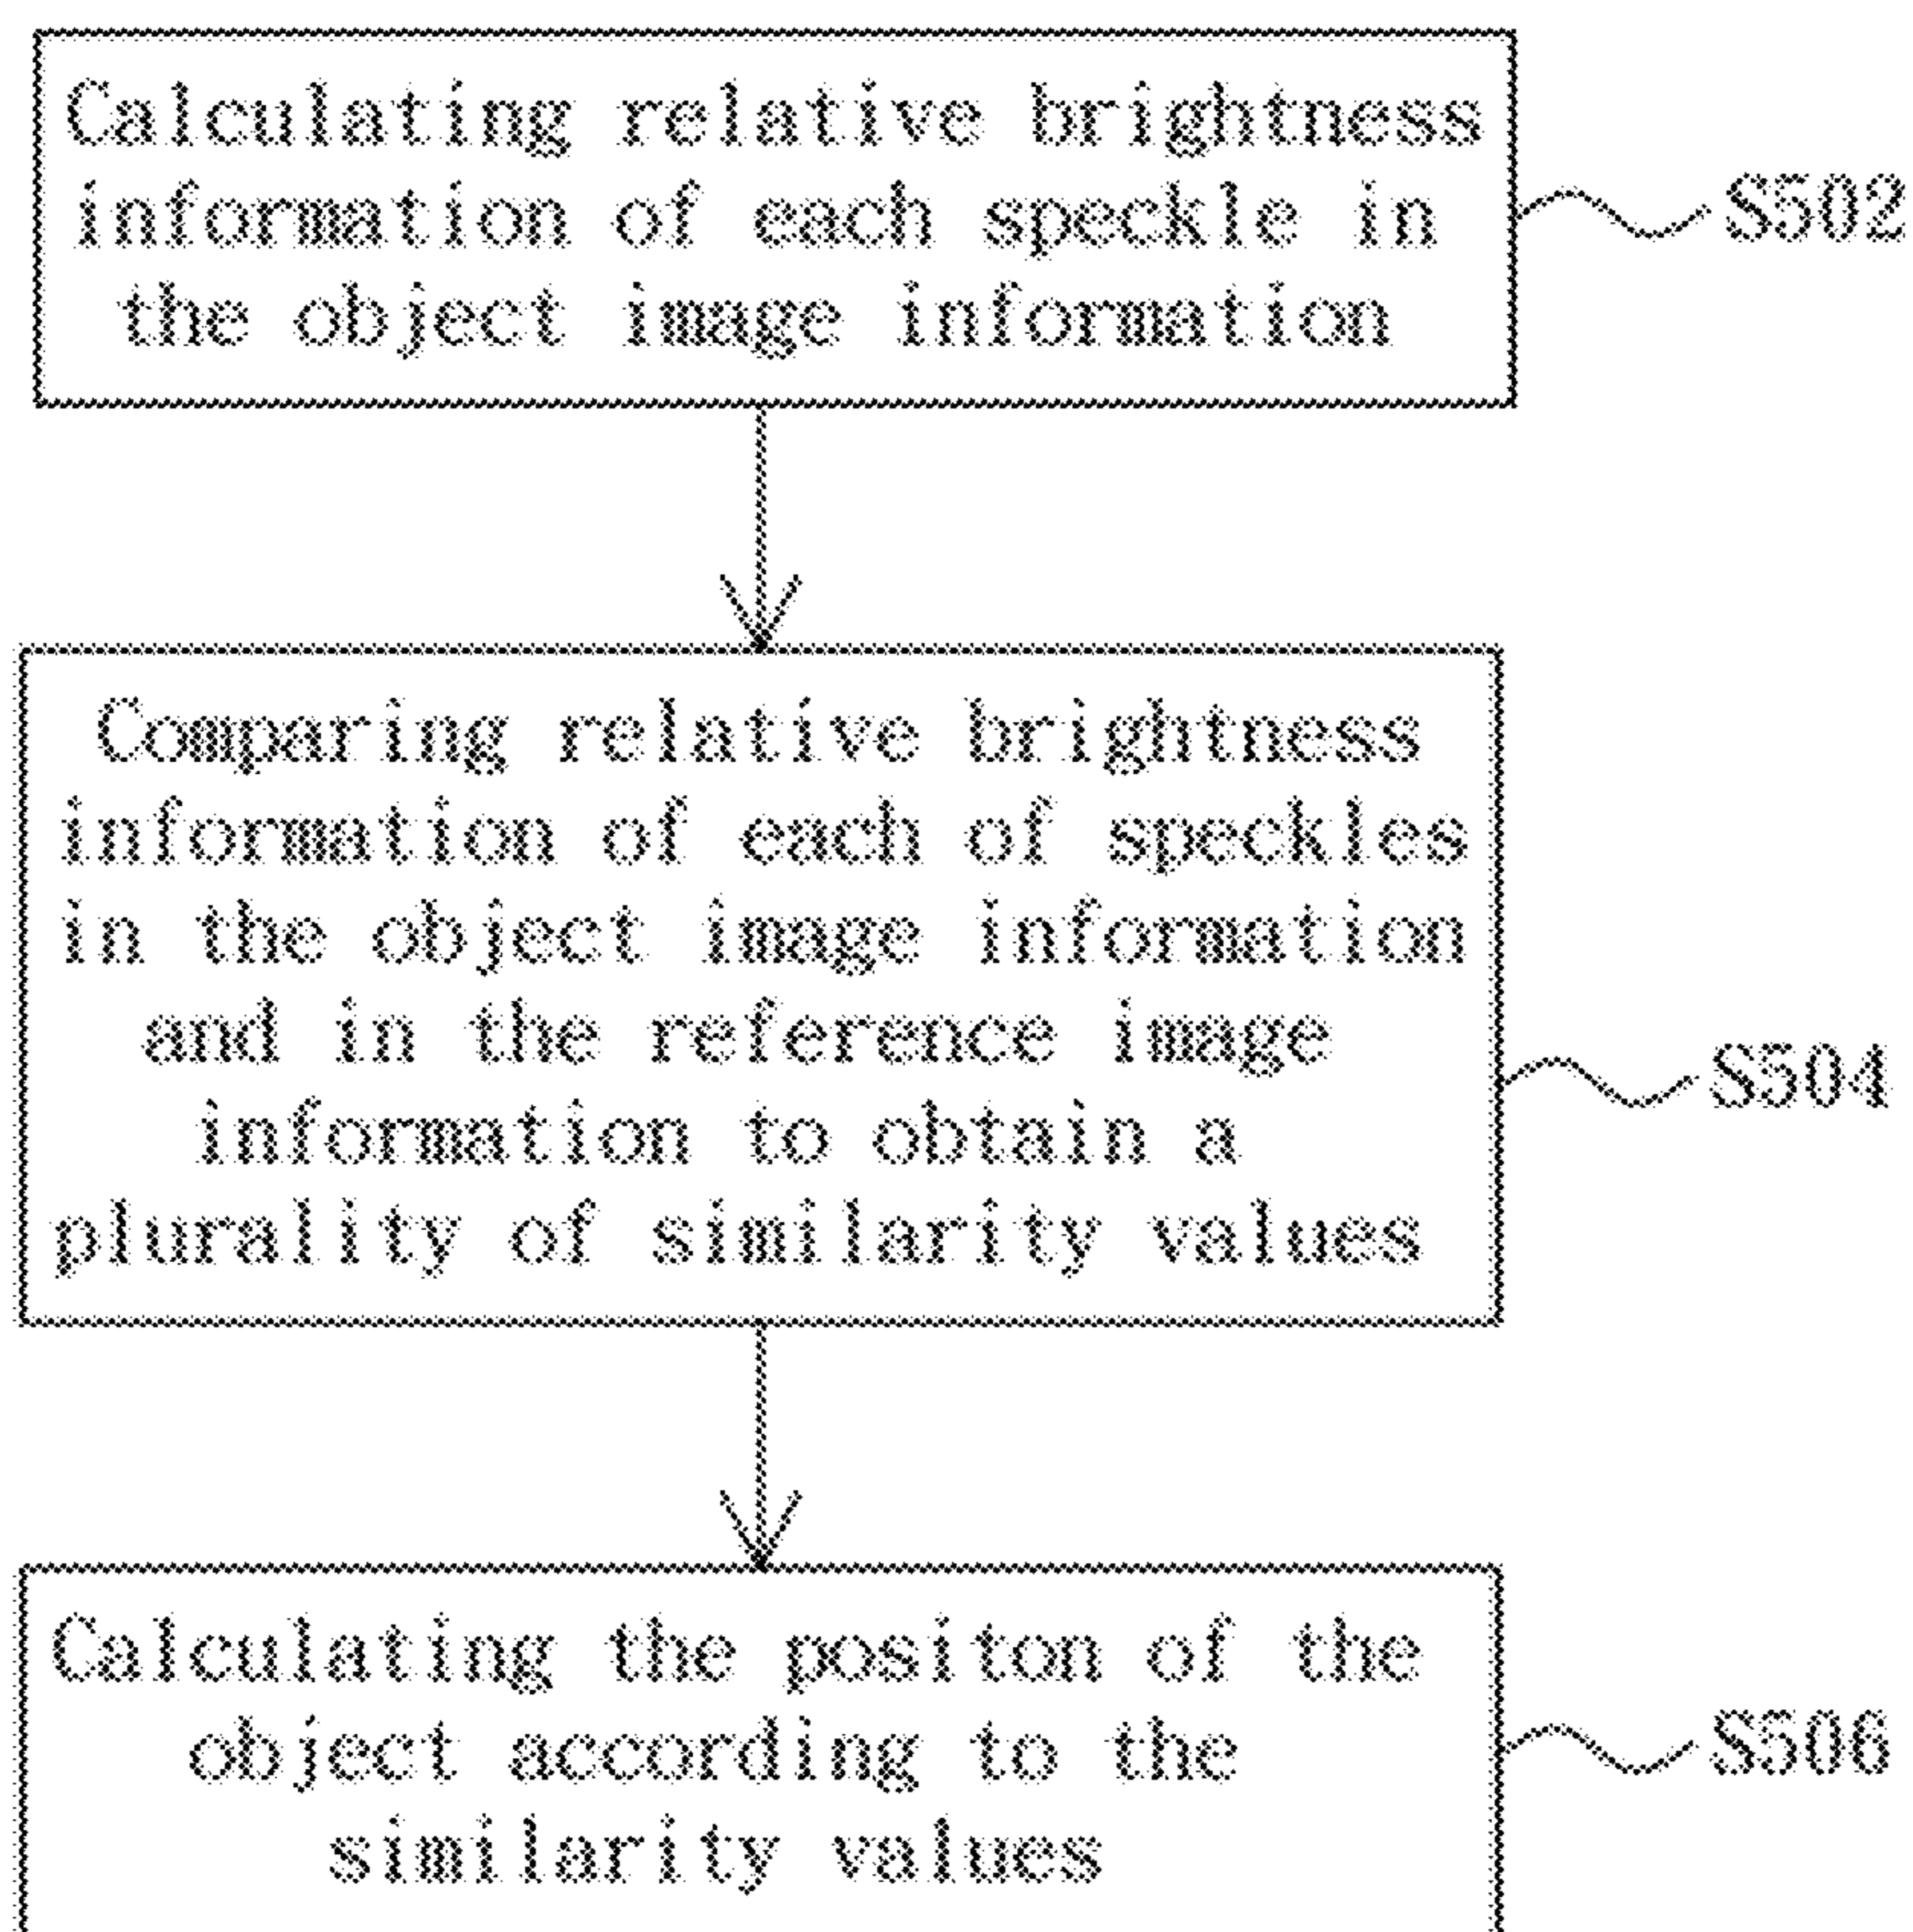 Calculating relative brightness
information of each speckle in
the object image information
S502
Comparing relative brightness
information of each of speckles
in the object image information
and in the reference image
information to obtain a
plurality of similarity values
S504
Calculating the positon of the
object according to the
similarity values
S506